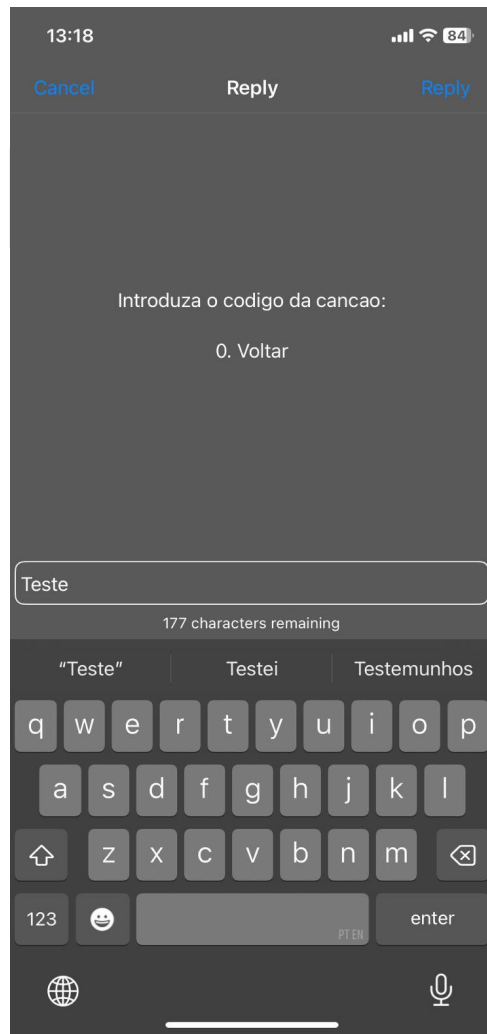 13:18
84
Cancel Reply Reply
Introduza o codigo da cancao:
0. Voltar
Teste
177 characters remaining
“Teste” Testei Testemunhos
q w e r t y u i o p
a s d f g h j k l
z x c v b n m
123 PT EN enter